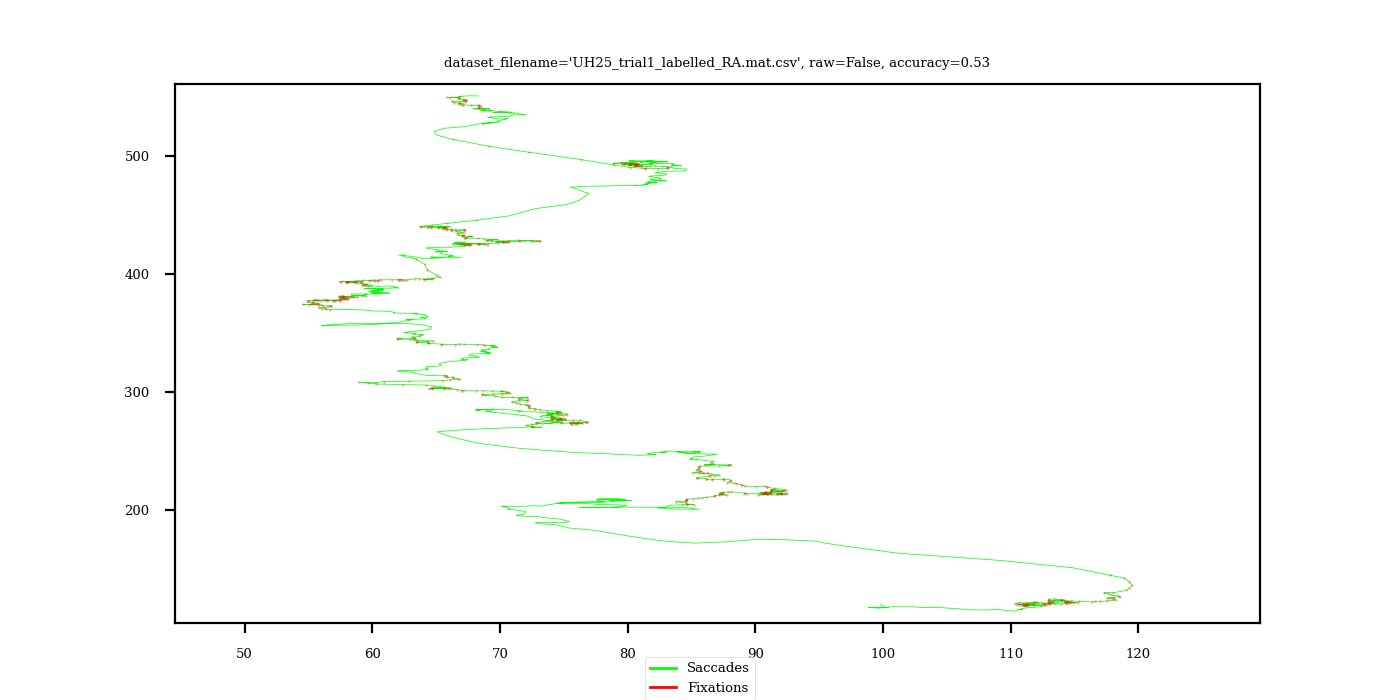 dataset_filename='UH25_trial1_labelled_RA.mat.csv', raw=False, accuracy=0.53
500
400
300
200
50 60 70 80 90 100 110 120
Saccades
Fixations